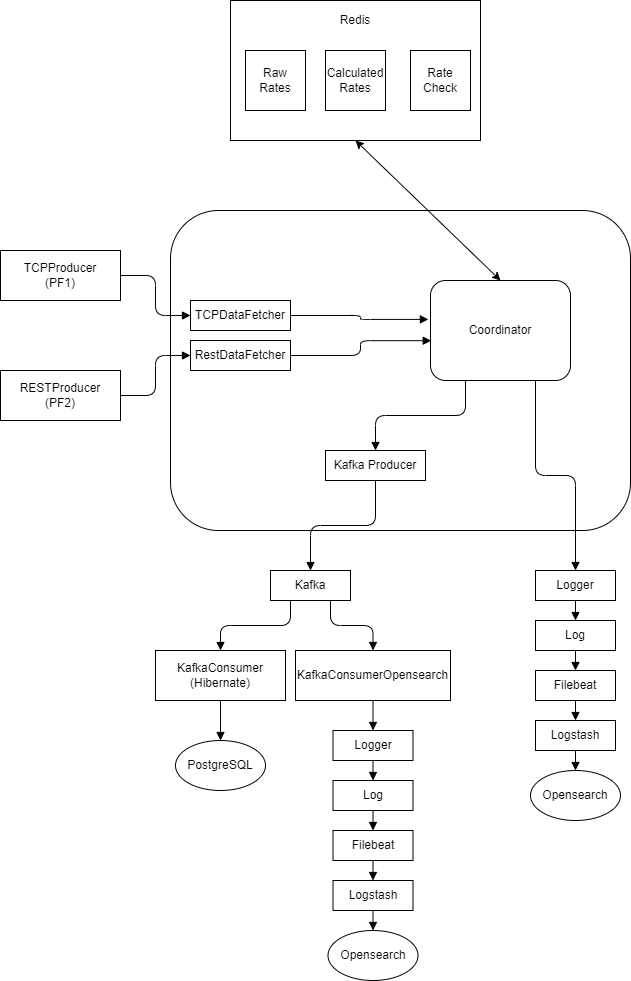 Redis
Raw
Rates
Calculated
Rates
Rate
Check
TCPProducer
(PF1)
TCPDataFetcher
Coordinator
RestDataFetcher
RESTProducer
(PF2)
Kafka Producer
Kafka
Logger
Log
KafkaConsumer
(Hibernate)
KafkaConsumerOpensearch
Filebeat
Logstash
PostgreSQL
Logger
Opensearch
Log
Filebeat
Logstash
Opensearch